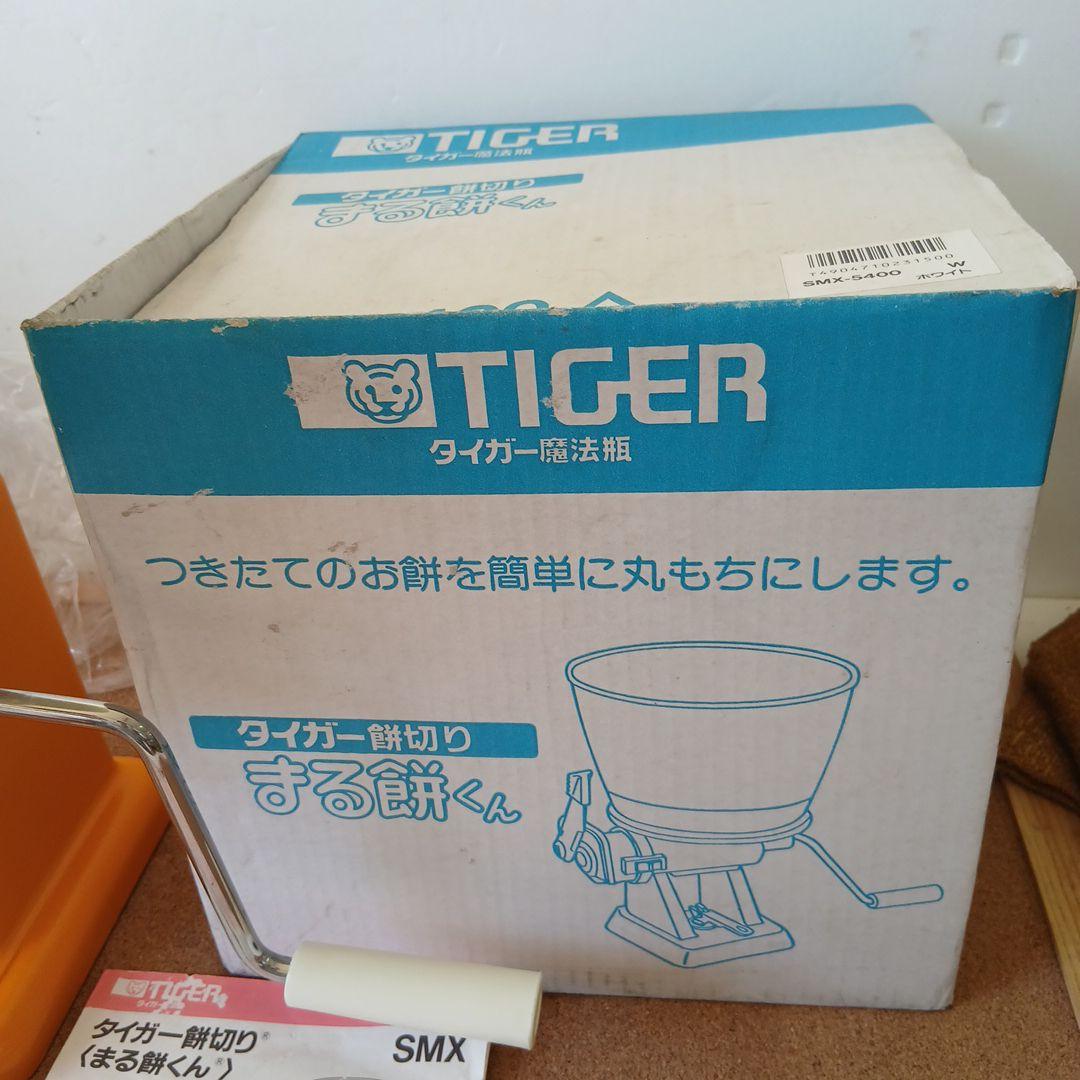 TIGER
タイガー魔法瓶
タイガー餅切り
まる餅くん
T4904710231500
SMX-5400 W ホワイト
TIGER
タイガー魔法瓶
つきたてのお餅を簡単に丸もちにします。
タイガー餅切り
まる餅くん
TIGER
タイガー餅切り®
〈まる餅くん®〉
SMX